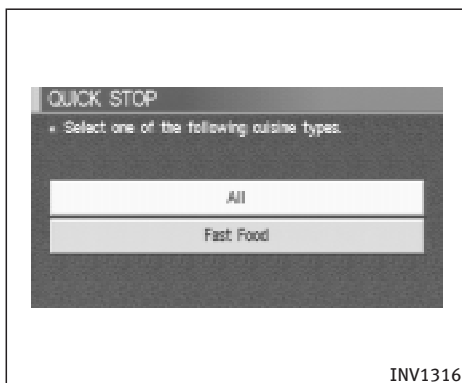 QUICK STOP
• Select one of the following cuisine types.
All
Fast Food
INV1316